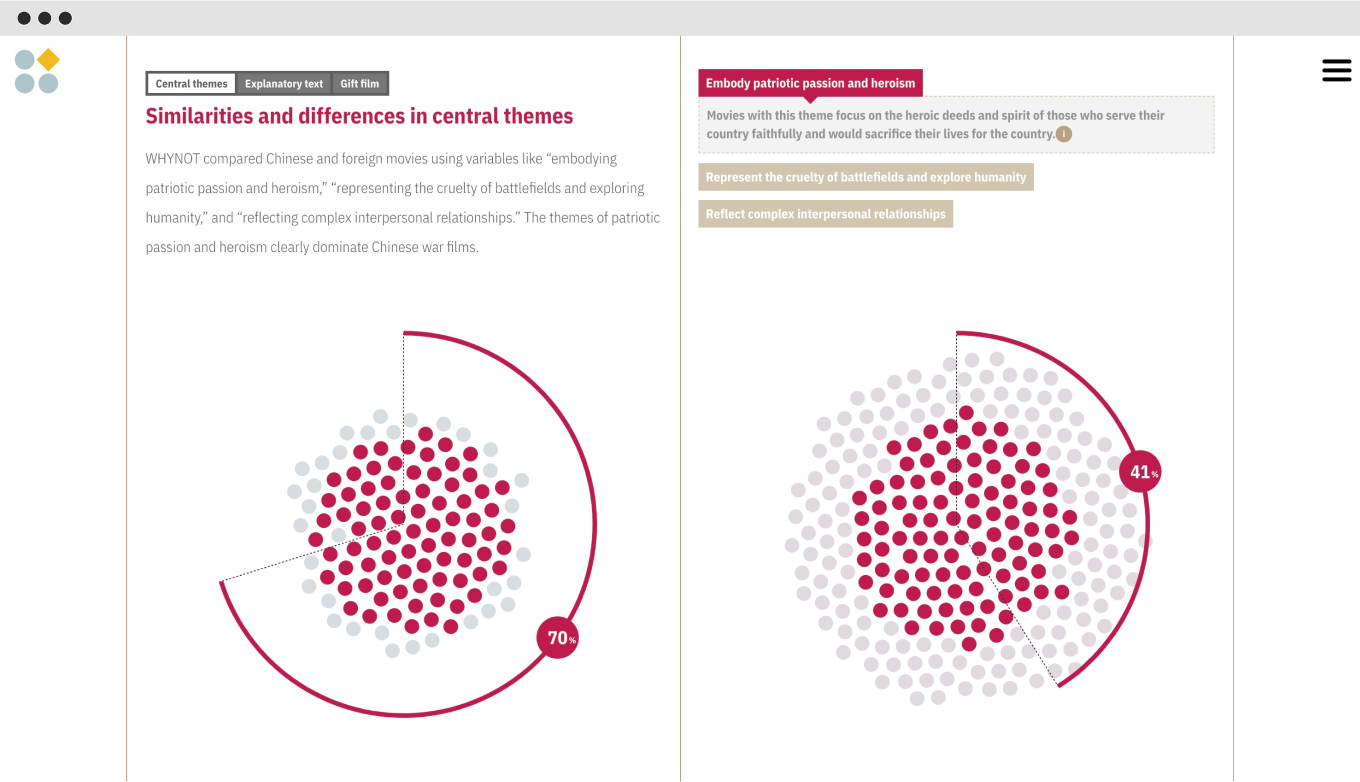 Central themes Explanatory text Gift film
Similarities and differences in central themes
WHYNOT compared Chinese and foreign movies using variables like “embodying
patriotic passion and heroism,” “representing the cruelty of battlefields and exploring
humanity,” and “reflecting complex interpersonal relationships.” The themes of patriotic
passion and heroism clearly dominate Chinese war films.
70%
Embody patriotic passion and heroism
Movies with this theme focus on the heroic deeds and spirit of those who serve their
country faithfully and would sacrifice their lives for the country. i
Represent the cruelty of battlefields and explore humanity
Reflect complex interpersonal relationships
41%